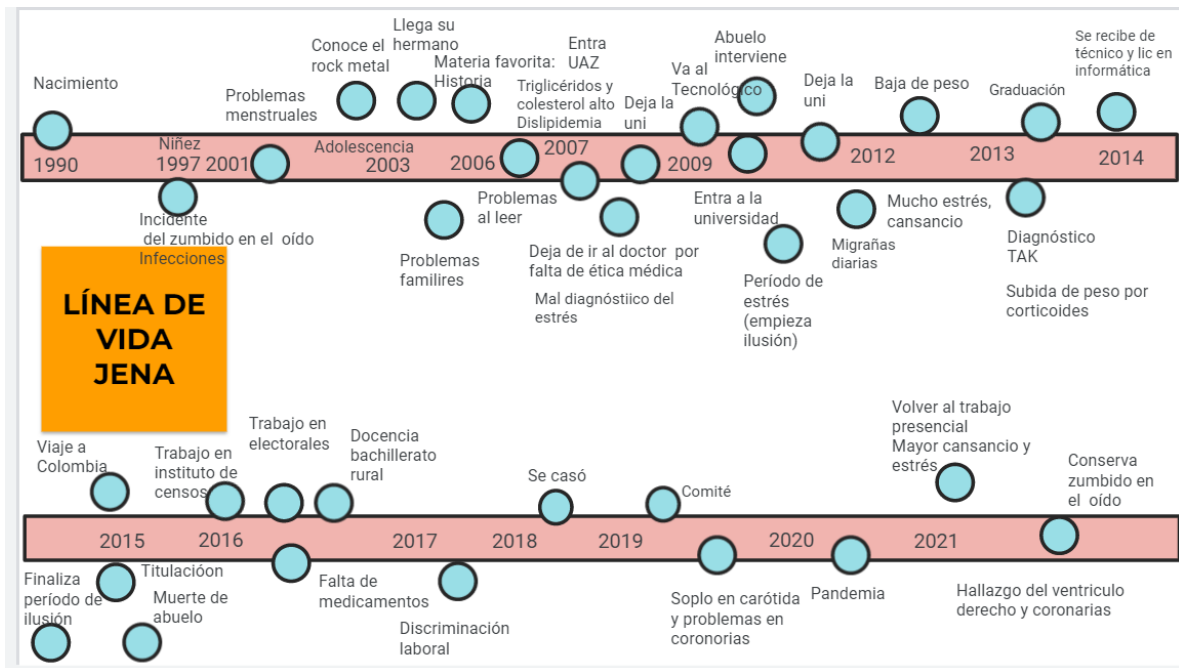 Nacimiento
1990
Niñez
1997
Incidente
del zumbido en el oído
Infecciones
Problemas
menstruales
2001
Conoce el
rock metal
Adolescencia
2003
Llega su
hermano
Materia favorita:
Historia
Problemas
familires
2006
Triglicéridos y
colesterol alto
Dislipidemia
Problemas
al leer
Entra
UAZ
2007
Deja de ir al doctor por
falta de ética médica
Mal diagnóstiico del
estrés
Deja la
uni
2009
Va al
Tecnológico
Abuelo
interviene
Entra a la
universidad
Período de
estrés
(empieza
ilusión)
Deja la
uni
Migrañas
diarias
2012
Baja de peso
Mucho estrés,
cansancio
2013
Graduación
Diagnóstico
TAK
Subida de peso por
corticoides
Se recibe de
técnico y lic en
informática
2014
LÍNEA DE
VIDA
JENA
Finaliza
período de
ilusión
Viaje a
Colombia
2015
Titulacióon
Muerte de
abuelo
Trabajo en
instituto de
censos
2016
Trabajo en
electorales
Falta de
medicamentos
Docencia
bachillerato
rural
2017
Discriminación
laboral
2018
Se casó
2019
Comité
Soplo en carótida
y problemas en
coronorias
2020
Pandemia
2021
Volver al trabajo
presencial
Mayor cansancio y
estrés
Conserva
zumbido en
el oído
Hallazgo del ventriculo
derecho y coronarias